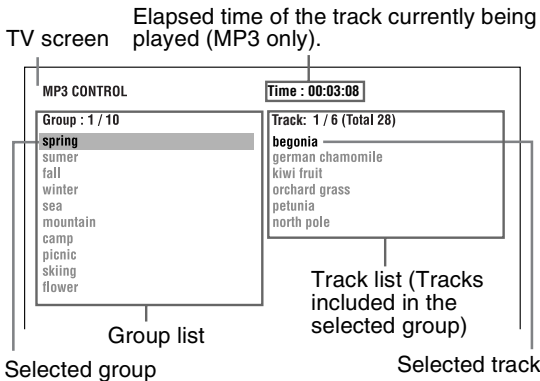 Elapsed time of the track currently being
played (MP3 only).
TV screen
MP3 CONTROL
Time : 00:03:08
Group : 1 / 10
spring
sumer
fall
winter
sea
mountain
camp
picnic
skiing
flower
Track: 1 / 6 (Total 28)
begonia
german chamomile
kiwi fruit
orchard grass
petunia
north pole
Track list (Tracks
included in the
selected group)
Group list
Selected group
Selected track